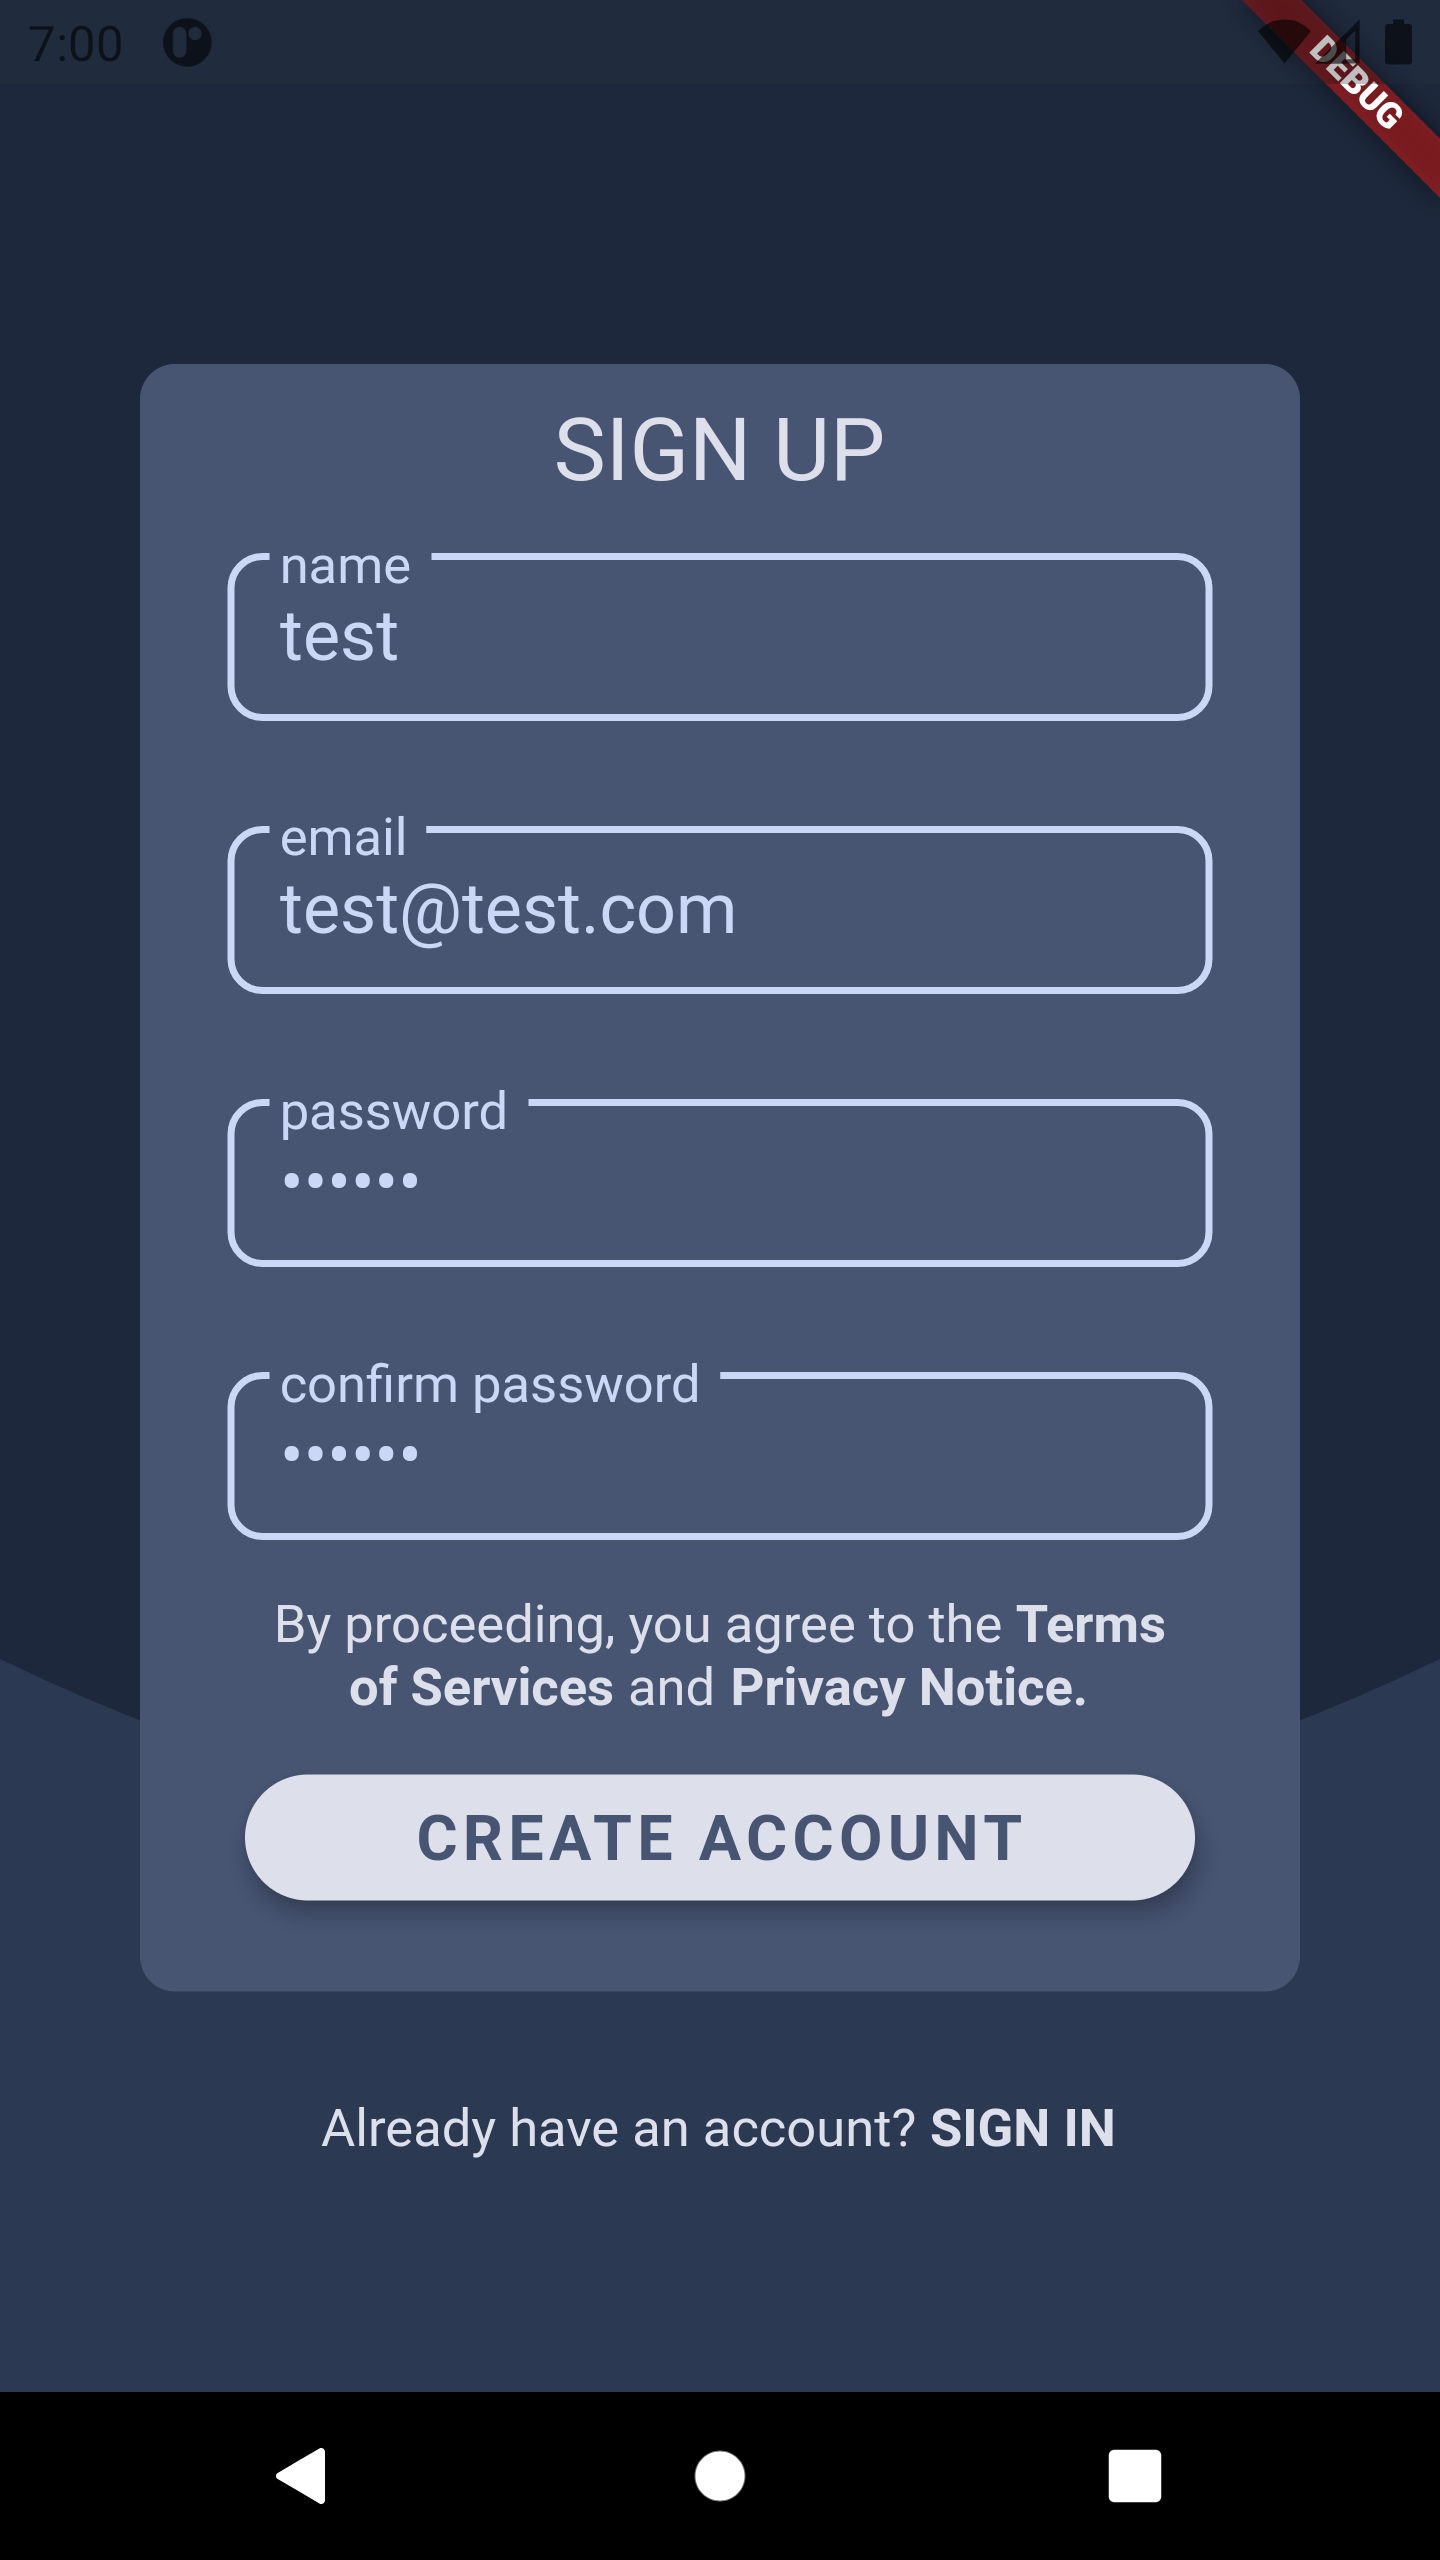 7:00
DEBUG
SIGN UP
name
test
email
test@test.com
password
••••••
confirm password
••••••
By proceeding, you agree to the Terms
of Services and Privacy Notice.
CREATE ACCOUNT
Already have an account? SIGN IN